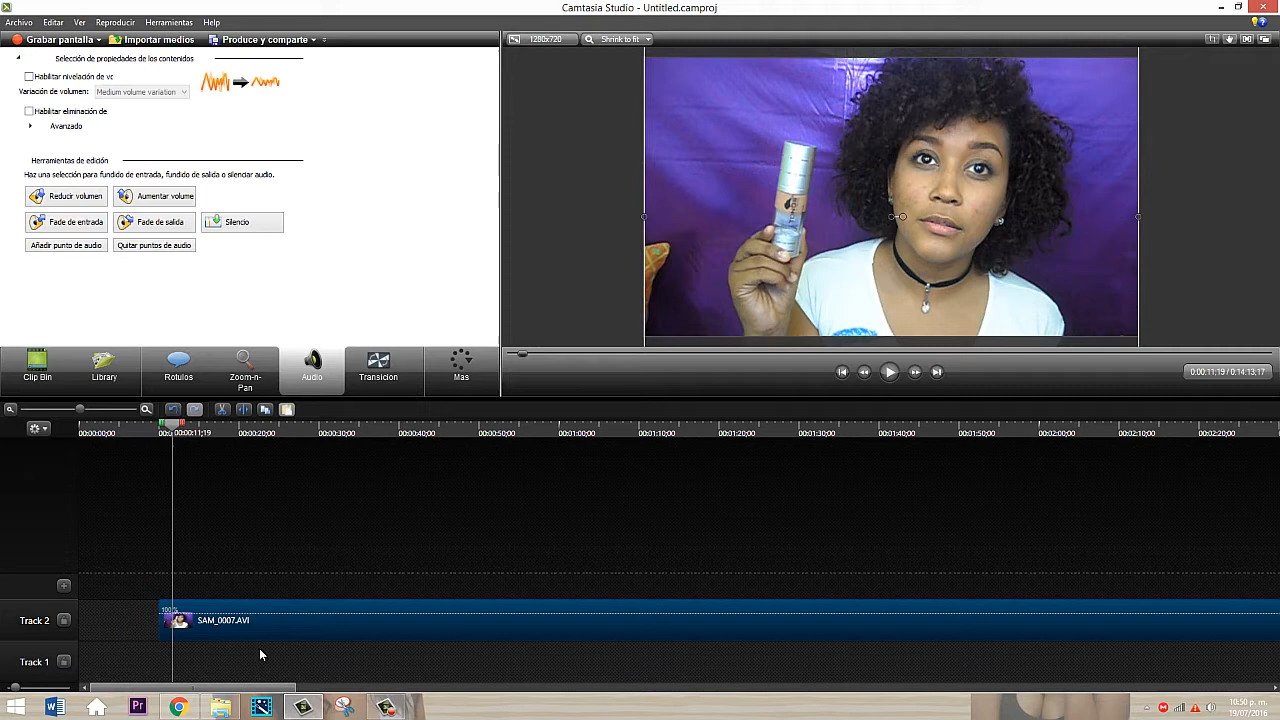 Camtasia Studio - Untitled.camproj
Archivo Editar Ver Reproducir Herramientas Help
Grabar pantalla Importar medios Produce y comparte
1280x720 Shrink to fit
Selección de propiedades de los contenidos
Habilitar nivelación de vc
Variación de volumen: Medium volume variation
Habilitar eliminación de
Avanzado
Herramientas de edición
Haz una selección para fundido de entrada, fundido de salida o silenciar audio.
Reducir volumen Aumentar volume
Fade de entrada Fade de salida Silencio
Añadir punto de audio Quitar puntos de audio
Clip Bin Library Rotulos Zoom-n-Pan Audio Transicion Mas
0:00:11;19 / 0:14:13;17
00:00:00;00 00:00:11;19 00:00:20;00 00:00:30;00 00:00:40;00 00:00:50;00 00:01:00;00 00:01:10;00 00:01:20;00 00:01:30;00 00:01:40;00 00:01:50;00 00:02:00;00 00:02:10;00 00:02:20;00
100%
Track 2 SAM_0007.AVI
Track 1
Pr
10:50 p. m.
19/07/2016